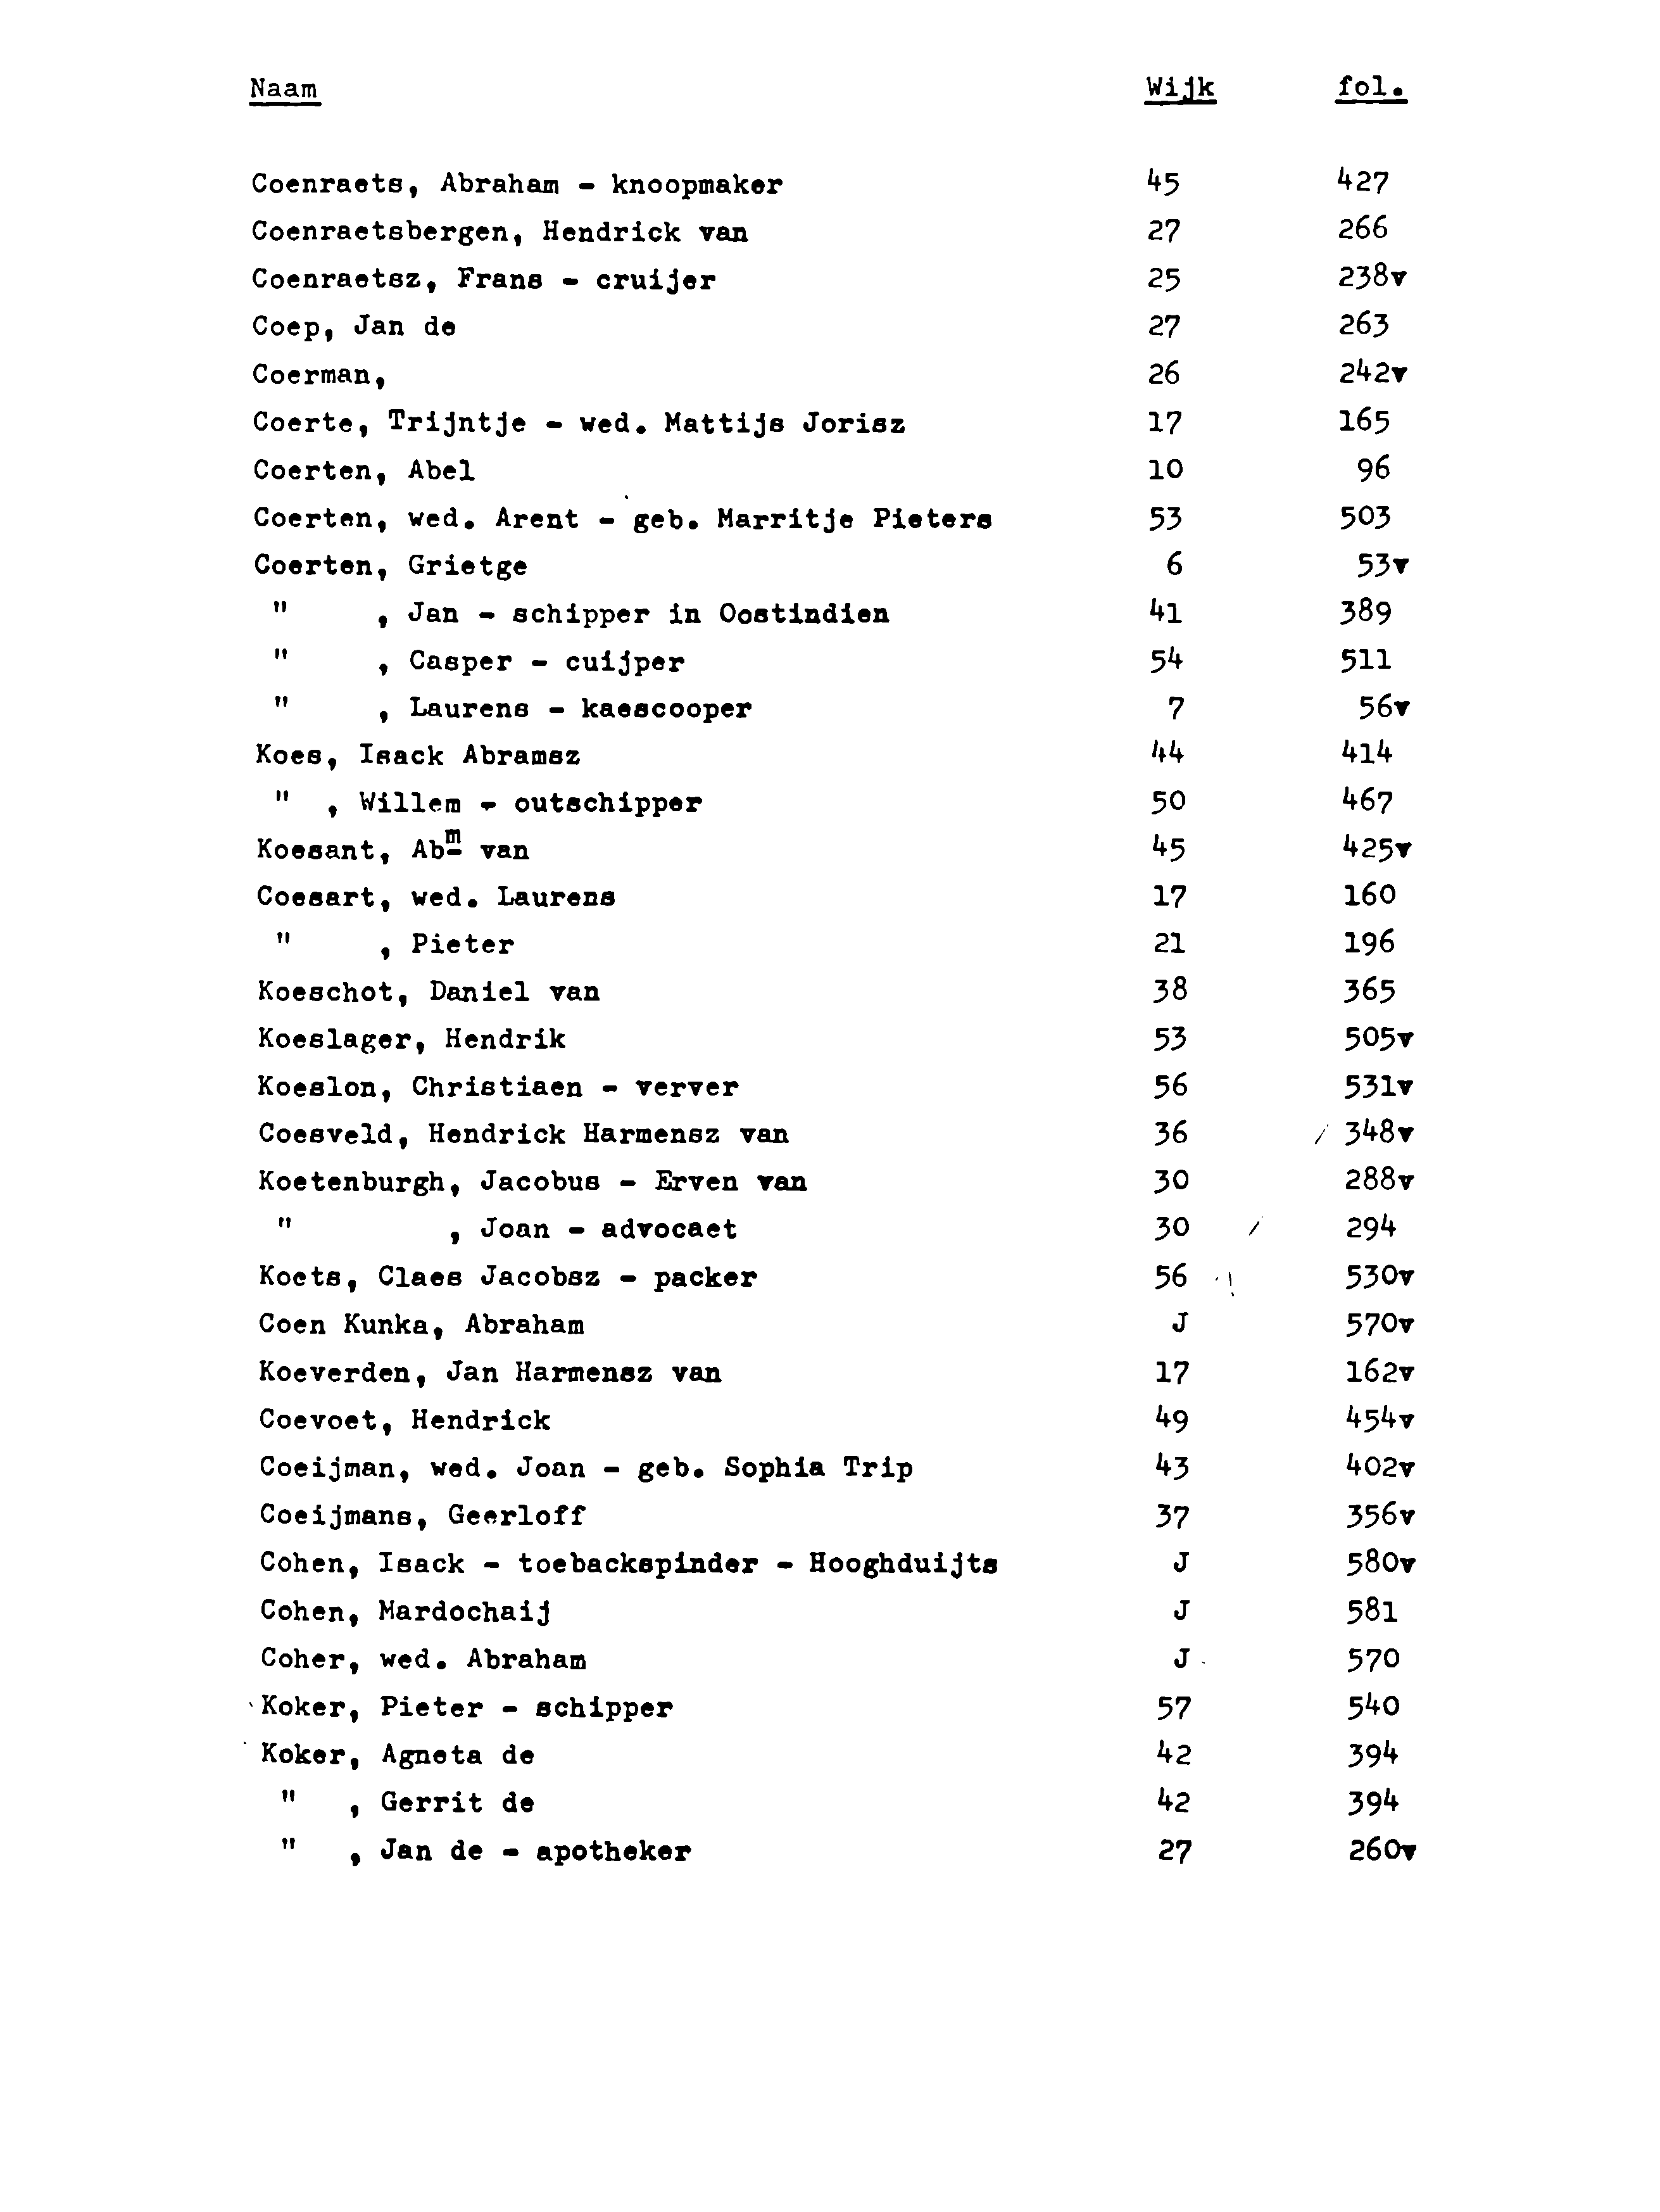 Naam Wijk fol.
Coenraets, Abraham - knoopmaker 45 427
Coenraetsbergen, Hendrick van 27 266
Coenraetsz, Frans - cruijer 25 238v
Coep, Jan de 27 263
Coerman, 26 242v
Coerte, Trijntje - wed. Mattijs Jorisz 17 165
Coerten, Abel 10 96
Coerten, wed. Arent - geb. Marritje Pieters 53 503
Coerten, Grietge 6 53v
" , Jan - schipper in Oostindien 41 389
" , Casper - cuijper 54 511
" , Laurens - kaescooper 7 56v
Koes, Isack Abramsz 44 414
" , Willem - outschipper 50 467
Koesant, Abm van 45 425v
Coesart, wed. Laurens 17 160
" , Pieter 21 196
Koeschot, Daniel van 38 365
Koeslager, Hendrik 53 505v
Koeslon, Christiaen - verver 56 531v
Coesveld, Hendrick Harmensz van 36 348v
Koetenburgh, Jacobus - Erven van 30 288v
" , Joan - advocaet 30 294
Koets, Claes Jacobsz - packer 56 530v
Coen Kunka, Abraham J 570v
Koeverden, Jan Harmensz van 17 162v
Coevoet, Hendrick 49 454v
Coeijman, wed. Joan - geb. Sophia Trip 43 402v
Coeijmans, Geerloff 37 356v
Cohen, Isack - toebackspinder - Hooghduijts J 580v
Cohen, Mardochaij J 581
Coher, wed. Abraham J 570
Koker, Pieter - schipper 57 540
Koker, Agneta de 42 394
" , Gerrit de 42 394
" , Jan de - apotheker 27 260v